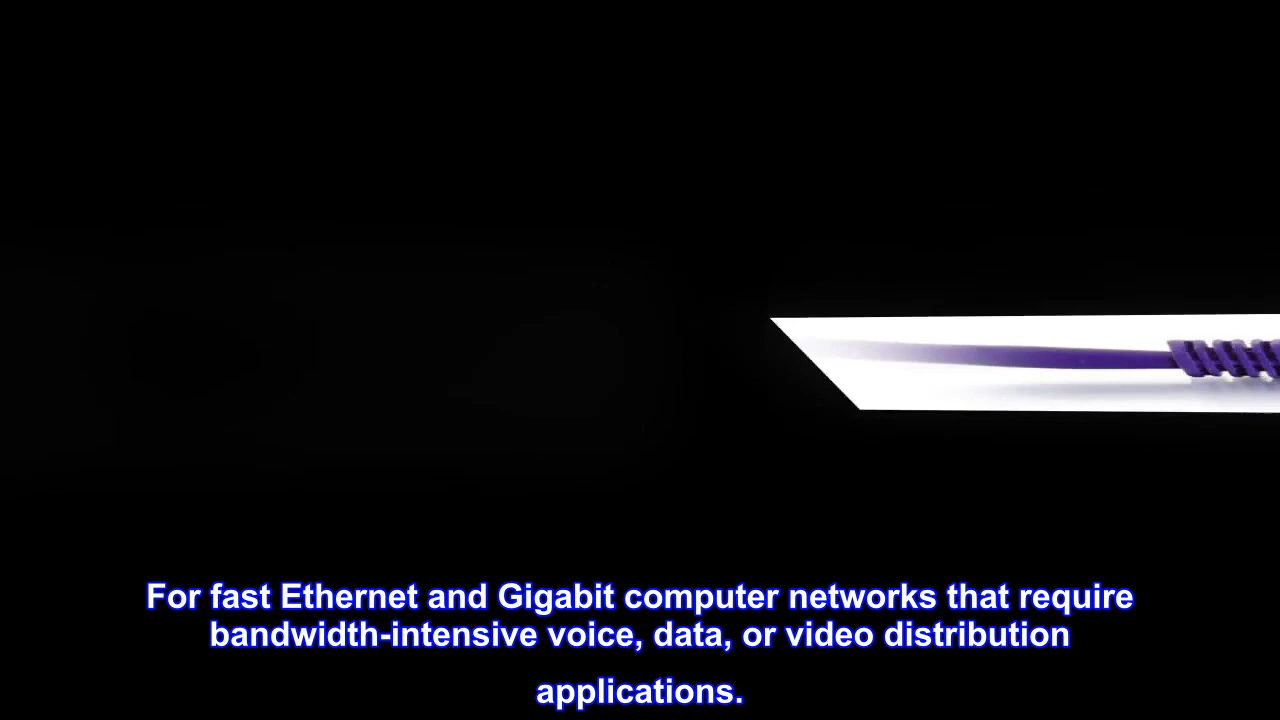 For fast Ethernet and Gigabit computer networks that require
bandwidth-intensive voice, data, or video distribution
applications.